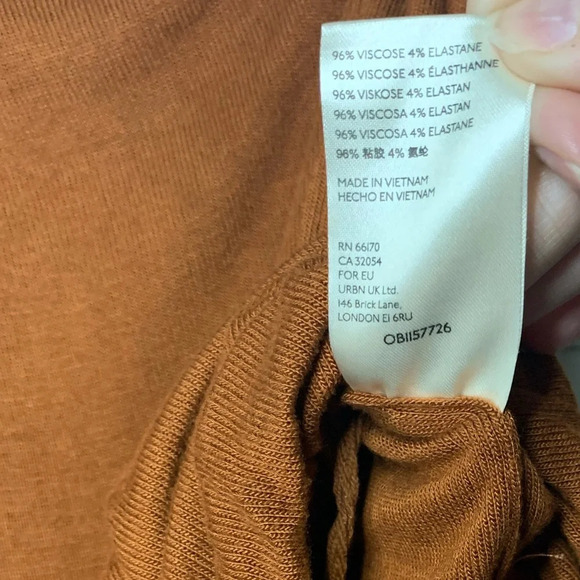 96% VISCOSE 4% ELASTANE
96% VISCOSE 4% ÉLASTHANNE
96% VISKOSE 4% ELASTAN
96% VISCOSA 4% ELASTAN
96% VISCOSA 4% ELASTANE
96% 粘胶 4% 氨纶
MADE IN VIETNAM
HECHO EN VIETNAM
RN 66170
CA 32054
FOR EU
URBN UK Ltd.
146 Brick Lane,
LONDON E1 6RU
OB1157726